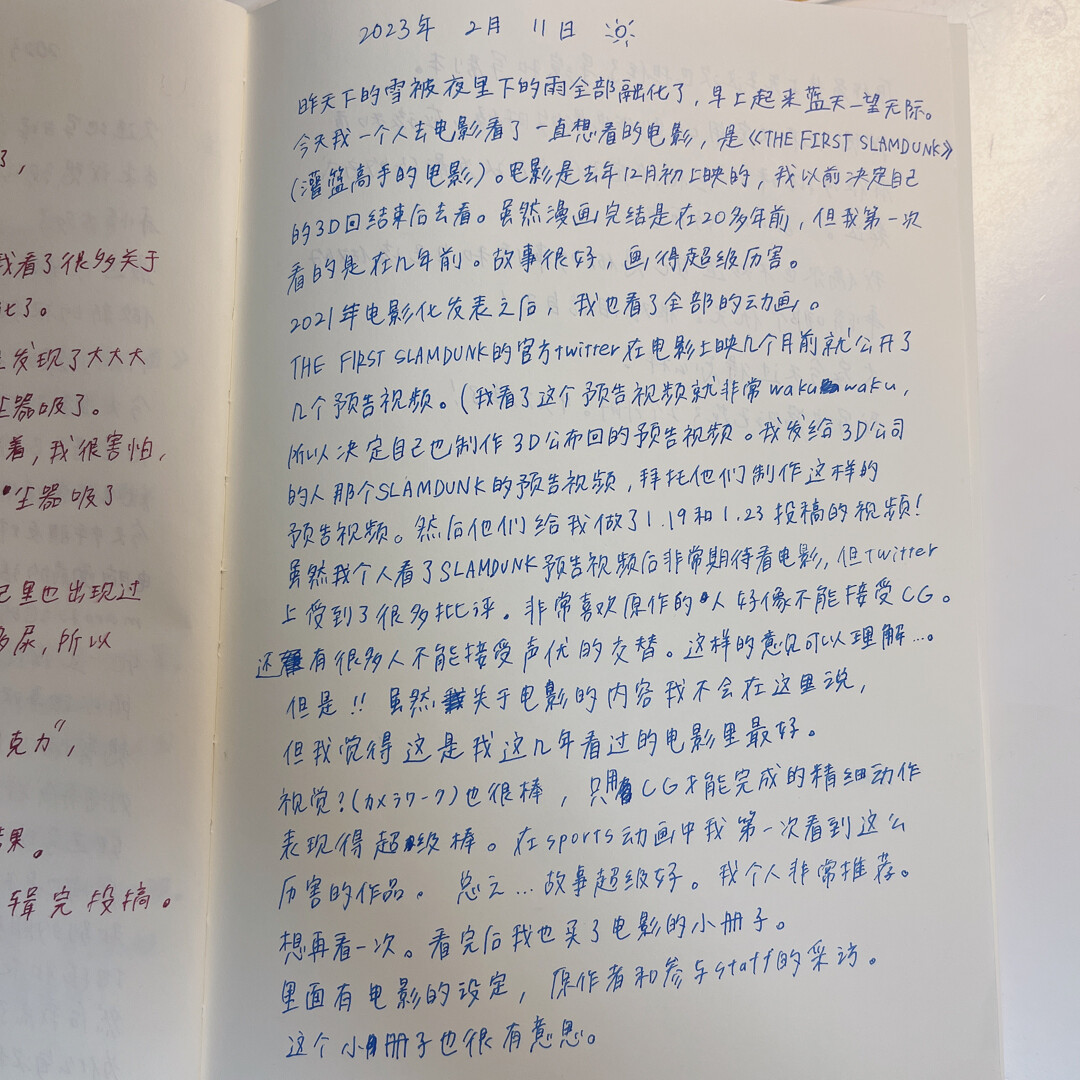 了，
我看了很多关于
化了。
发现了大大大
尘器吸了。
着，我很害怕，
尘器吸了
里也出现过
尿，所以
克力”，
果。
辑完投搞。
2023年 2月 11日
昨天下的雪被夜里下的雨全部融化了，早上起来蓝天一望无际。
今天我一个人去电影看了一直想看的电影，是《THE FIRST SLAMDUNK》
(灌篮高手的电影)。电影是去年12月初上映的，我以前决定自己
的3D回结束后去看。虽然漫画完结是在20多年前，但我第一次
看的是在几年前。故事很好，画得超级厉害。
2021年电影化发表之后，我也看了全部的动画。
THE FIRST SLAMDUNK的官方twitter在电影上映几个月前就公开了
几个预告视频。(我看了这个预告视频就非常waku waku，
所以决定自己也制作3D公布回的预告视频。我发给3D公司
的人那个SLAMDUNK的预告视频，拜托他们制作这样的
预告视频。然后他们给我做了1.19和1.23投稿的视频！
虽然我个人看了SLAMDUNK预告视频后非常期待看电影，但twitter
上受到了很多批评。非常喜欢原作的人好像不能接受CG。
还有很多人不能接受声优的交替。这样的意见可以理解…。
但是!! 虽然关于电影的内容我不会在这里说，
但我觉得这是我这几年看过的电影里最好。
视觉?(カメラワーク)也很棒，只用CG才能完成的精细动作
表现得超级棒。在sports动画中我第一次看到这么
厉害的作品。总之…故事超级好。我个人非常推荐。
想再看一次。看完后我也买了电影的小册子。
里面有电影的设定，原作者和参与staff的采访。
这个小册子也很有意思。